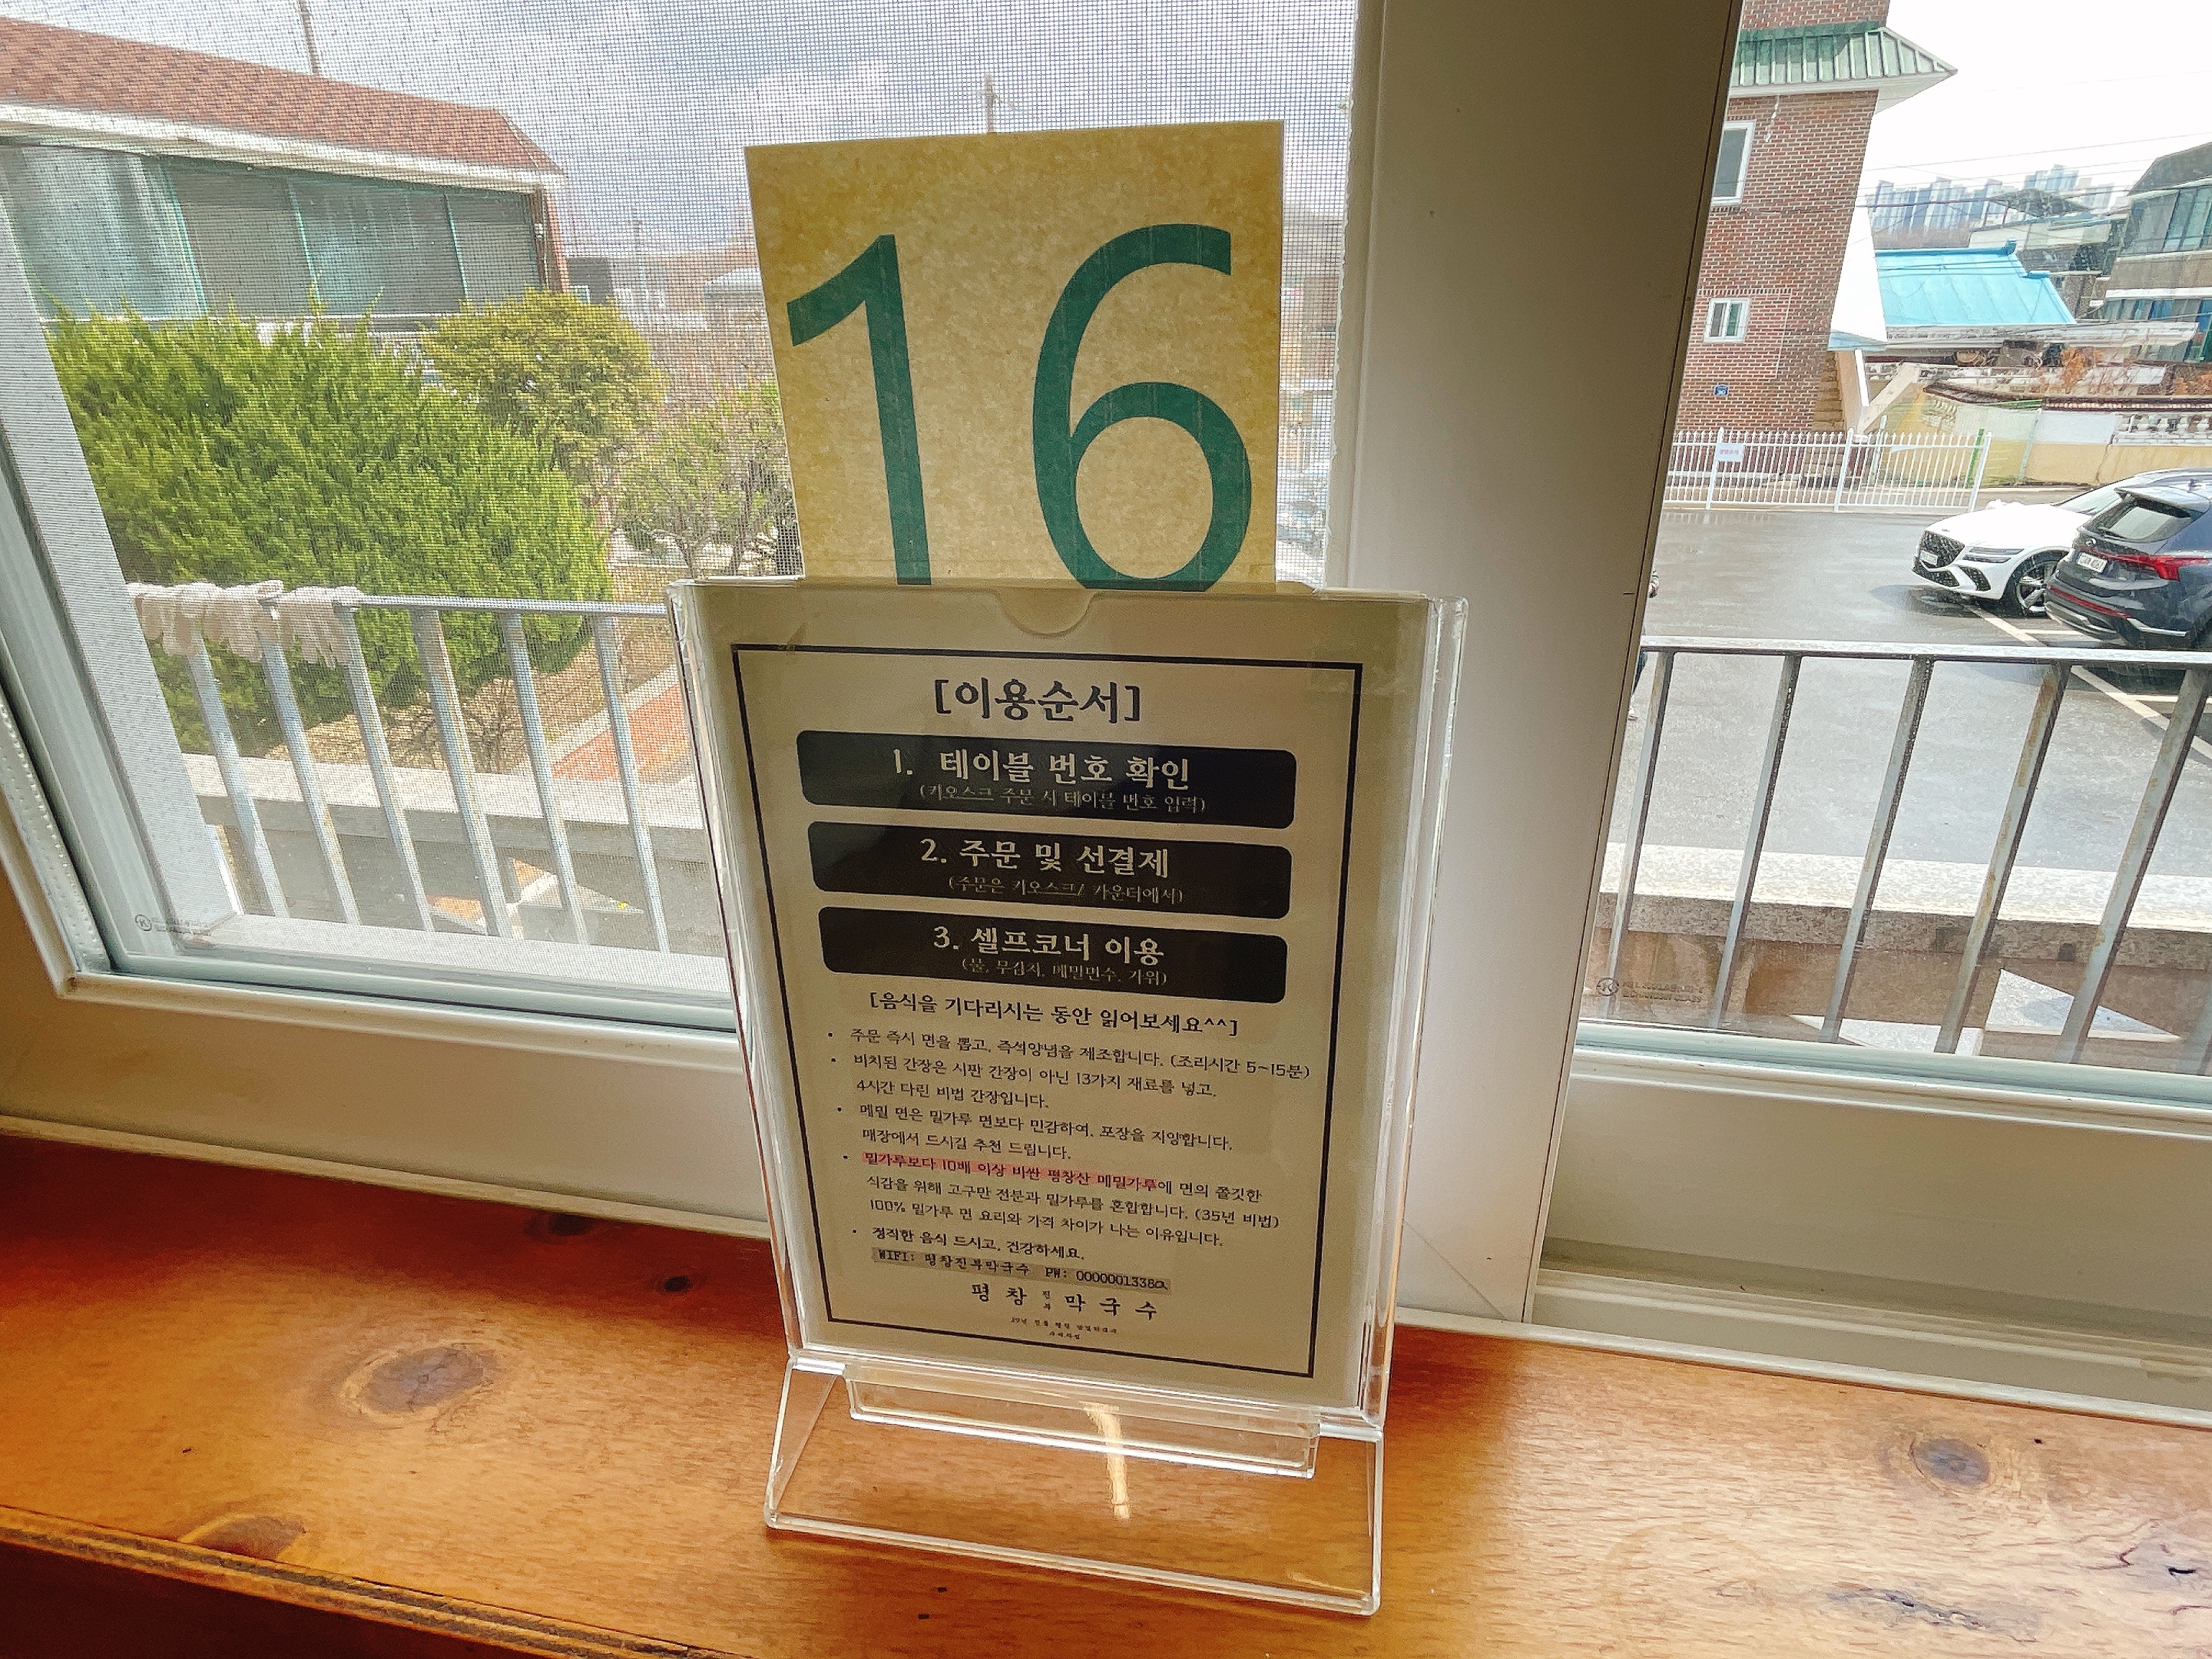 16
[이용순서]
1. 테이블 번호 확인
(키오스크 주문 시 테이블 번호 입력)
2. 주문 및 선결제
(주문은 키오스크/ 카운터에서)
3. 셀프코너 이용
(물, 무김치, 메밀면수, 가위)
[음식을 기다리시는 동안 읽어보세요^^]
• 주문 즉시 면을 뽑고, 즉석양념을 제조합니다. (조리시간 5~15분)
• 비치된 간장은 시판 간장이 아닌 13가지 재료를 넣고,
4시간 다린 비법 간장입니다.
• 메밀 면은 밀가루 면보다 민감하여, 포장을 지양합니다.
매장에서 드시길 추천 드립니다.
• 밀가루보다 10배 이상 비싼 평창산 메밀가루에 면의 쫄깃한
식감을 위해 고구만 전분과 밀가루를 혼합합니다. (35년 비법)
100% 밀가루 면 요리와 가격 차이가 나는 이유입니다.
• 정직한 음식 드시고, 건강하세요.
WIFI: 평창진부막국수 PW: 0000001338a
평창진부막국수